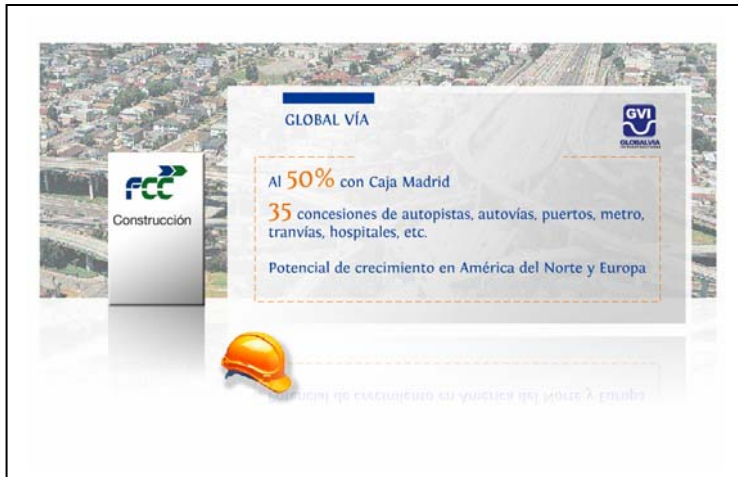 GLOBAL VÍA
GVI
GLOBALVIA
FCC
Construcción
Al 50% con Caja Madrid
35 concesiones de autopistas, autovías, puertos, metro,
tranvías, hospitales, etc.
Potencial de crecimiento en América del Norte y Europa